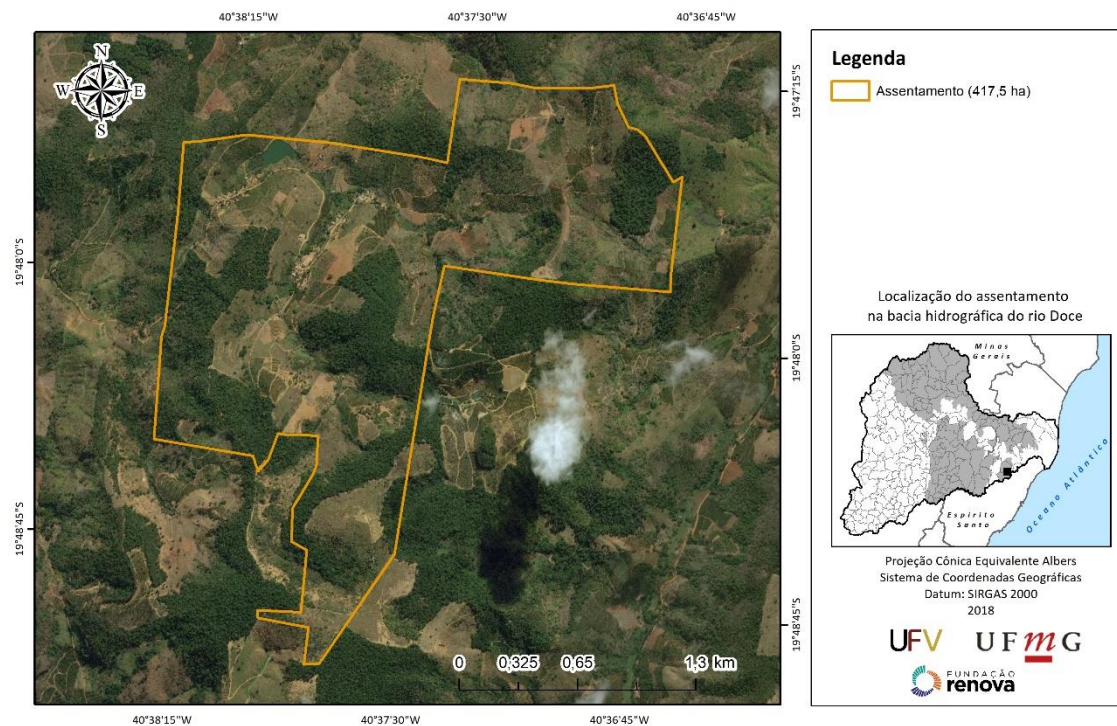 40°38'15"W
40°37'30"W
40°36'45"W
N
W
E
S
19°47'15"S
19°48'0"S
19°48'0"S
19°48'45"S
19°48'45"S
0
0,325
0,65
1,3 km
40°38'15"W
40°37'30"W
40°36'45"W
Legenda
Assentamento (417,5 ha)
Localização do assentamento
na bacia hidrográfica do rio Doce
Minas
Gerais
Espírito
Santo
Oceano Atlântico
Projeção Cônica Equivalente Albers
Sistema de Coordenadas Geográficas
Datum: SIRGAS 2000
2018
UFV
UFmG
FUNDAÇÃO
renova